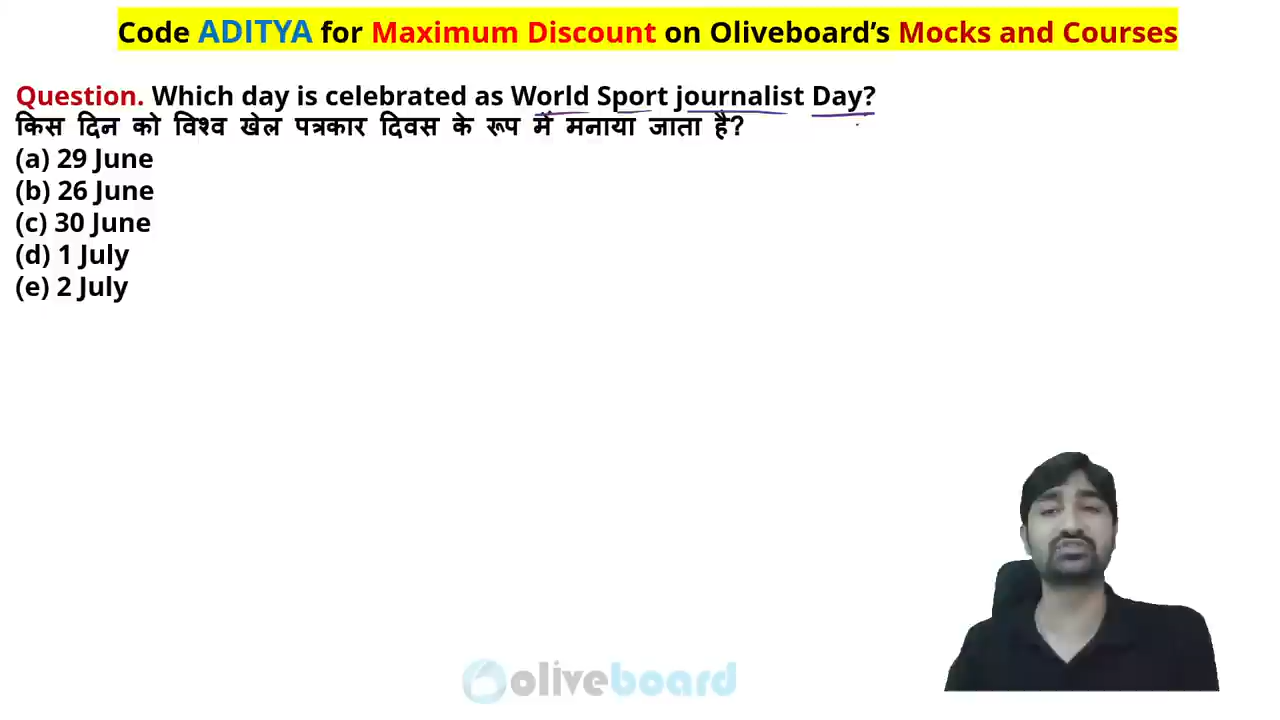 Code ADITYA for Maximum Discount on Oliveboard's Mocks and Courses
Question. Which day is celebrated as World Sport journalist Day?
किस दिन को विश्व खेल पत्रकार दिवस के रूप में मनाया जाता है?
(a) 29 June
(b) 26 June
(c) 30 June
(d) 1 July
(e) 2 July
oliveboard